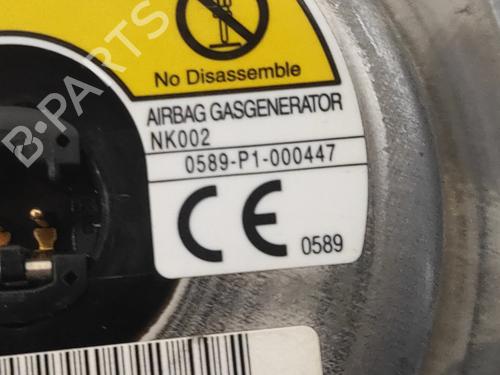 B-PARTS
No Disassemble
AIRBAG GASGENERATOR
NK002
0589-P1-000447
CE 0589